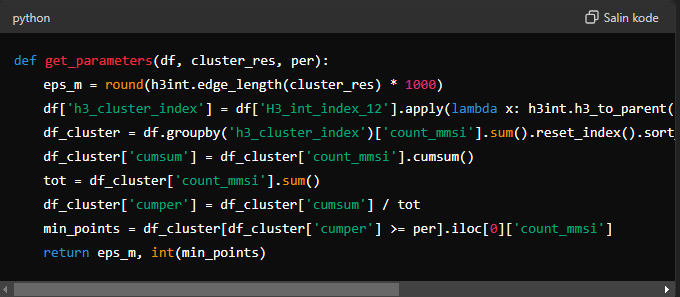 python
Salin kode
def get_parameters(df, cluster_res, per):
    eps_m = round(h3int.edge_length(cluster_res) * 1000)
    df['h3_cluster_index'] = df['H3_int_index_12'].apply(lambda x: h3int.h3_to_parent(
    df_cluster = df.groupby('h3_cluster_index')['count_mmsi'].sum().reset_index().sort_
    df_cluster['cumsum'] = df_cluster['count_mmsi'].cumsum()
    tot = df_cluster['count_mmsi'].sum()
    df_cluster['cumper'] = df_cluster['cumsum'] / tot
    min_points = df_cluster[df_cluster['cumper'] >= per].iloc[0]['count_mmsi']
    return eps_m, int(min_points)